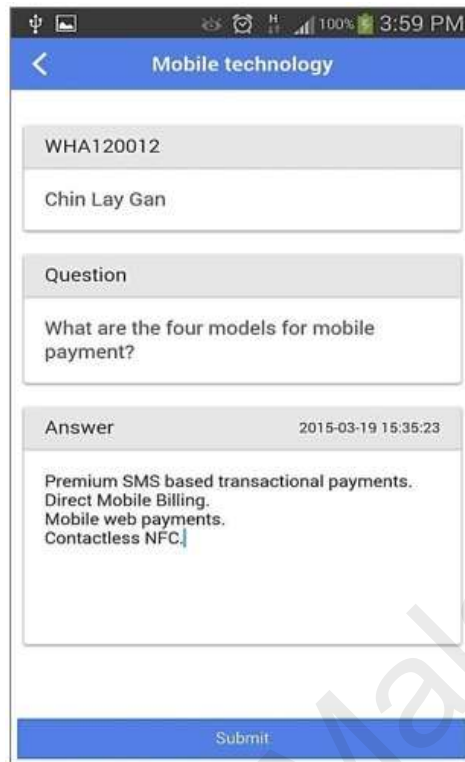 H
100% 3:59 PM
Mobile technology
WHA120012
Chin Lay Gan
Question
What are the four models for mobile
payment?
Answer 2015-03-19 15:35:23
Premium SMS based transactional payments.
Direct Mobile Billing.
Mobile web payments.
Contactless NFC.
Submit